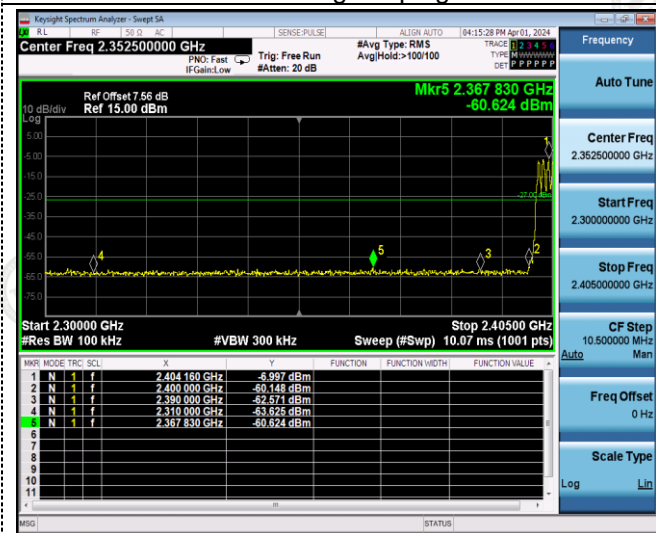 Keysight Spectrum Analyzer - Swept SA
RL RF 50 Ω AC SENSE:PULSE ALIGN AUTO 04:15:28 PM Apr 01, 2024
Center Freq 2.352500000 GHz
PNO: Fast
IFGain:Low
Trig: Free Run
#Atten: 20 dB
#Avg Type: RMS
Avg|Hold:>100/100
TRACE 1 2 3 4 5 6
TYPE M WWWWW
DET P P P P P P
Ref Offset 7.56 dB
10 dB/div Ref 15.00 dBm
Log
Mkr5 2.367 830 GHz
-60.624 dBm
5.00
-5.00
-15.0
-25.0
-35.0
-45.0
-55.0
-65.0
-75.0
1
-27.00 dBm
4
5
3
2
Start 2.30000 GHz Stop 2.40500 GHz
#Res BW 100 kHz #VBW 300 kHz Sweep (#Swp) 10.07 ms (1001 pts)
MKR MODE TRC SCL X Y FUNCTION FUNCTION WIDTH FUNCTION VALUE
1 N 1 f 2.404 160 GHz -6.997 dBm
2 N 1 f 2.400 000 GHz -60.148 dBm
3 N 1 f 2.390 000 GHz -62.571 dBm
4 N 1 f 2.310 000 GHz -63.625 dBm
5 N 1 f 2.367 830 GHz -60.624 dBm
6
7
8
9
10
11
MSG STATUS
Frequency
Auto Tune
Center Freq
2.352500000 GHz
Start Freq
2.300000000 GHz
Stop Freq
2.405000000 GHz
CF Step
10.500000 MHz
Auto Man
Freq Offset
0 Hz
Scale Type
Log Lin